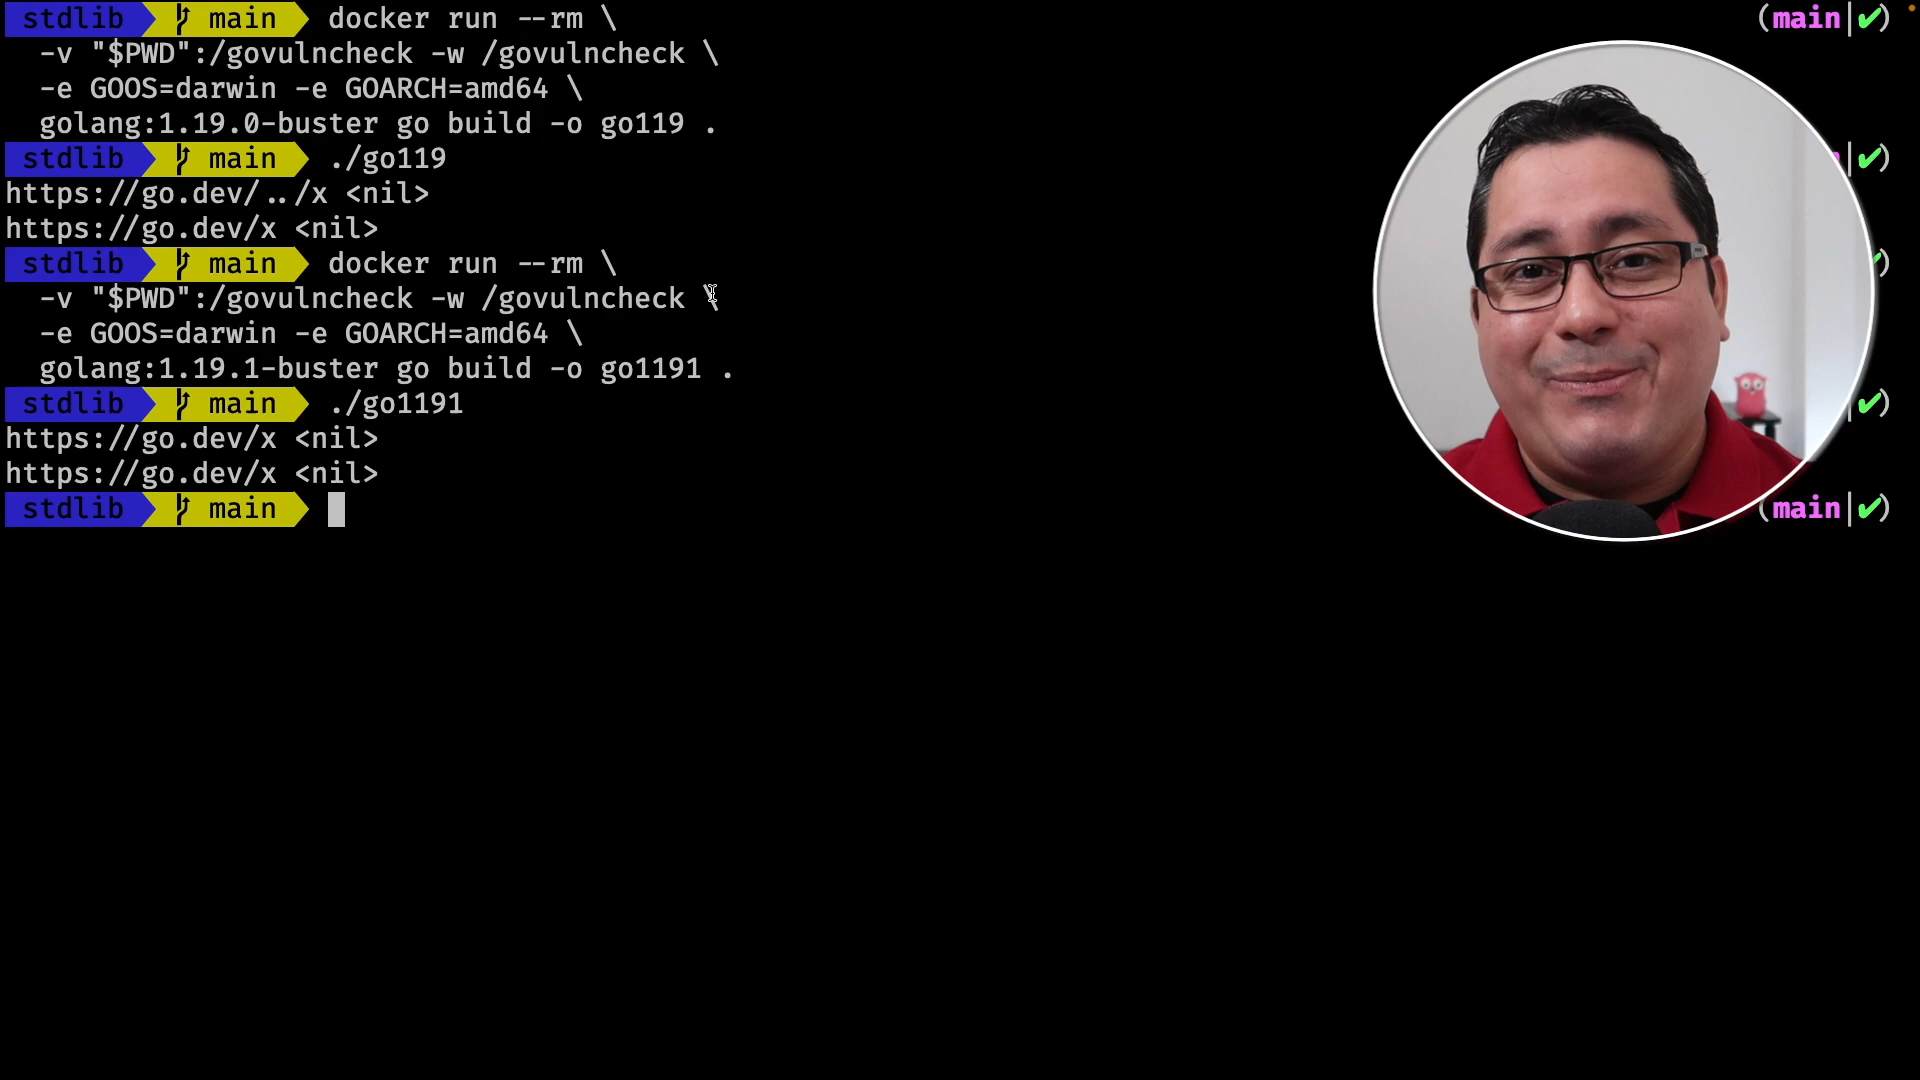 stdlib main docker run --rm \ (main|✔)
-v "$PWD":/govulncheck -w /govulncheck \
-e GOOS=darwin -e GOARCH=amd64 \
golang:1.19.0-buster go build -o go119 .
stdlib main ./go119 |✔)
https://go.dev/../x <nil>
https://go.dev/x <nil>
stdlib main docker run --rm \ )
-v "$PWD":/govulncheck -w /govulncheck \
-e GOOS=darwin -e GOARCH=amd64 \
golang:1.19.1-buster go build -o go1191 .
stdlib main ./go1191 ✔)
https://go.dev/x <nil>
https://go.dev/x <nil>
stdlib main (main|✔)